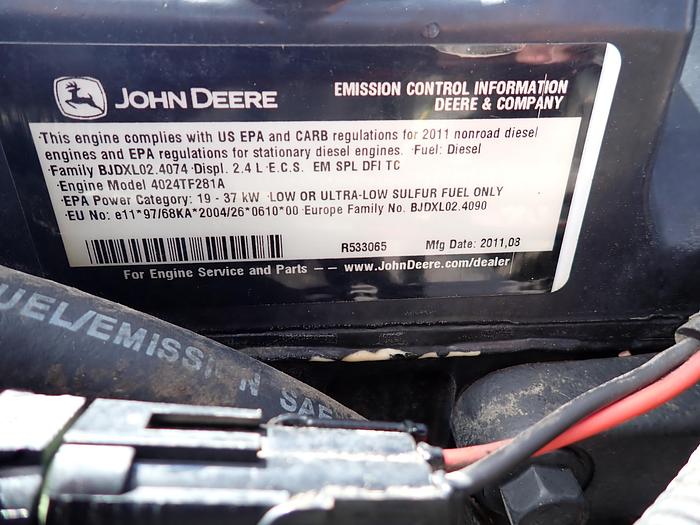 JOHN DEERE
EMISSION CONTROL INFORMATION
DEERE & COMPANY
·This engine complies with US EPA and CARB regulations for 2011 nonroad diesel
engines and EPA regulations for stationary diesel engines. ·Fuel: Diesel
·Family BJDXL02.4074 ·Displ. 2.4 L ·E.C.S. EM SPL DFI TC
·Engine Model 4024TF281A
·EPA Power Category: 19 - 37 kW ·LOW OR ULTRA-LOW SULFUR FUEL ONLY
·EU No: e11*97/68KA*2004/26*0610*00 ·Europe Family No. BJDXL02.4090
R533065 Mfg Date: 2011,08
For Engine Service and Parts –– www.JohnDeere.com/dealer
UEL/EMISSI N SAE